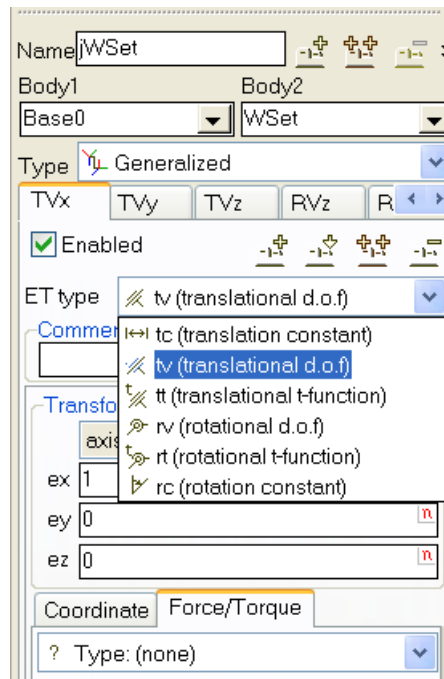 Name jWSet
Body1 Body2
Base0 WSet
Type Generalized
TVx TVy TVz RVz R
Enabled
ET type tv (translational d.o.f)
Commen
tc (translation constant)
tv (translational d.o.f)
tt (translational t-function)
Transfo
rv (rotational d.o.f)
axis
rt (rotational t-function)
ex 1
rc (rotation constant)
ey 0 n
ez 0 n
Coordinate Force/Torque
? Type: (none)